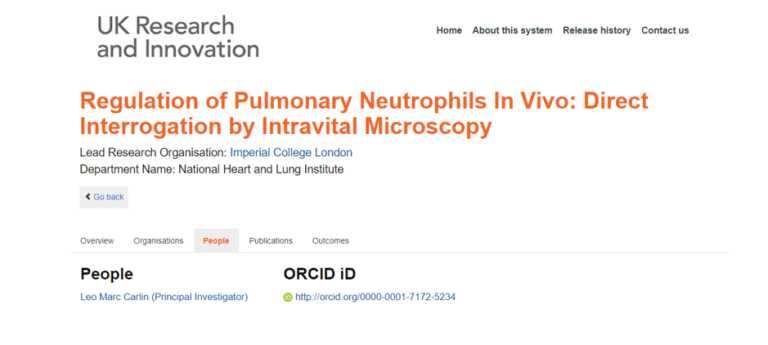 UK Research
and Innovation
Home About this system Release history Contact us
Regulation of Pulmonary Neutrophils In Vivo: Direct
Interrogation by Intravital Microscopy
Lead Research Organisation: Imperial College London
Department Name: National Heart and Lung Institute
Go back
Overview Organisations People Publications Outcomes
People ORCID iD
Leo Marc Carlin (Principal Investigator) iD http://orcid.org/0000-0001-7172-5234